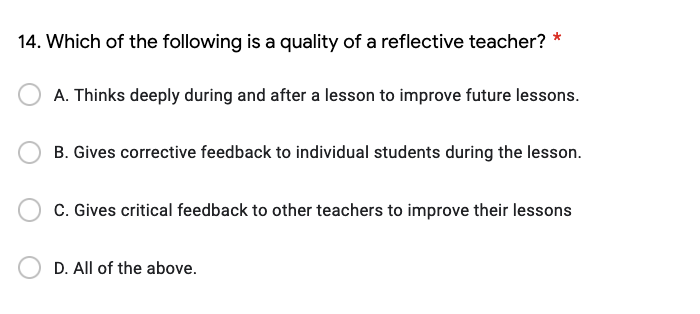 14. Which of the following is a quality of a reflective teacher? *
A. Thinks deeply during and after a lesson to improve future lessons.
B. Gives corrective feedback to individual students during the lesson.
C. Gives critical feedback to other teachers to improve their lessons
D. All of the above.